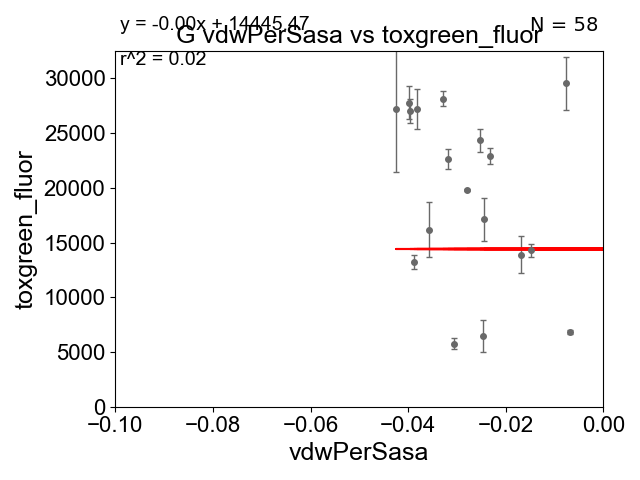 y = -0.00x + 14445.47
N = 58
G vdwPerSasa vs toxgreen_fluor
r^2 = 0.02
30000
25000
20000
15000
10000
5000
0
toxgreen_fluor
−0.10
−0.08
−0.06
−0.04
−0.02
0.00
vdwPerSasa